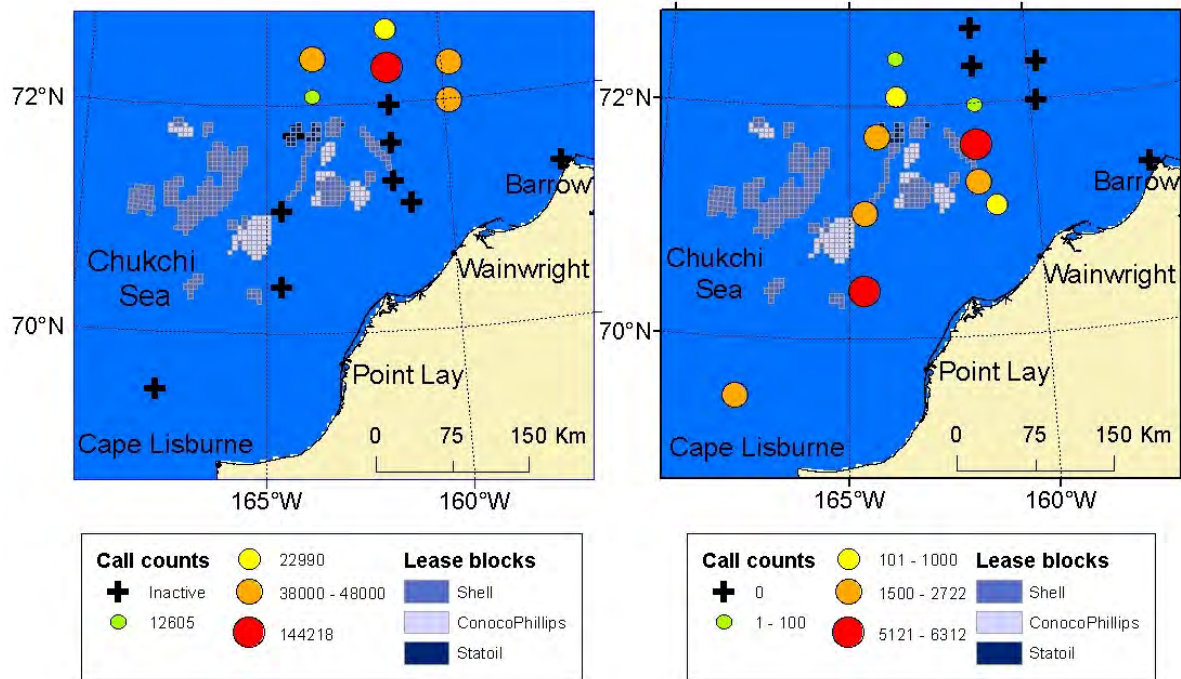 72°N
Barrow
Chukchi
Sea
Wainwright
70°N
Point Lay
Cape Lisburne
0 75 150 Km
165°W 160°W
Call counts
Inactive
12605
22990
38000 - 48000
144218
Lease blocks
Shell
ConocoPhillips
Statoil
72°N
Barrow
Chukchi
Sea
Wainwright
70°N
Point Lay
Cape Lisburne
0 75 150 Km
165°W 160°W
Call counts
0
1 - 100
101 - 1000
1500 - 2722
5121 - 6312
Lease blocks
Shell
ConocoPhillips
Statoil